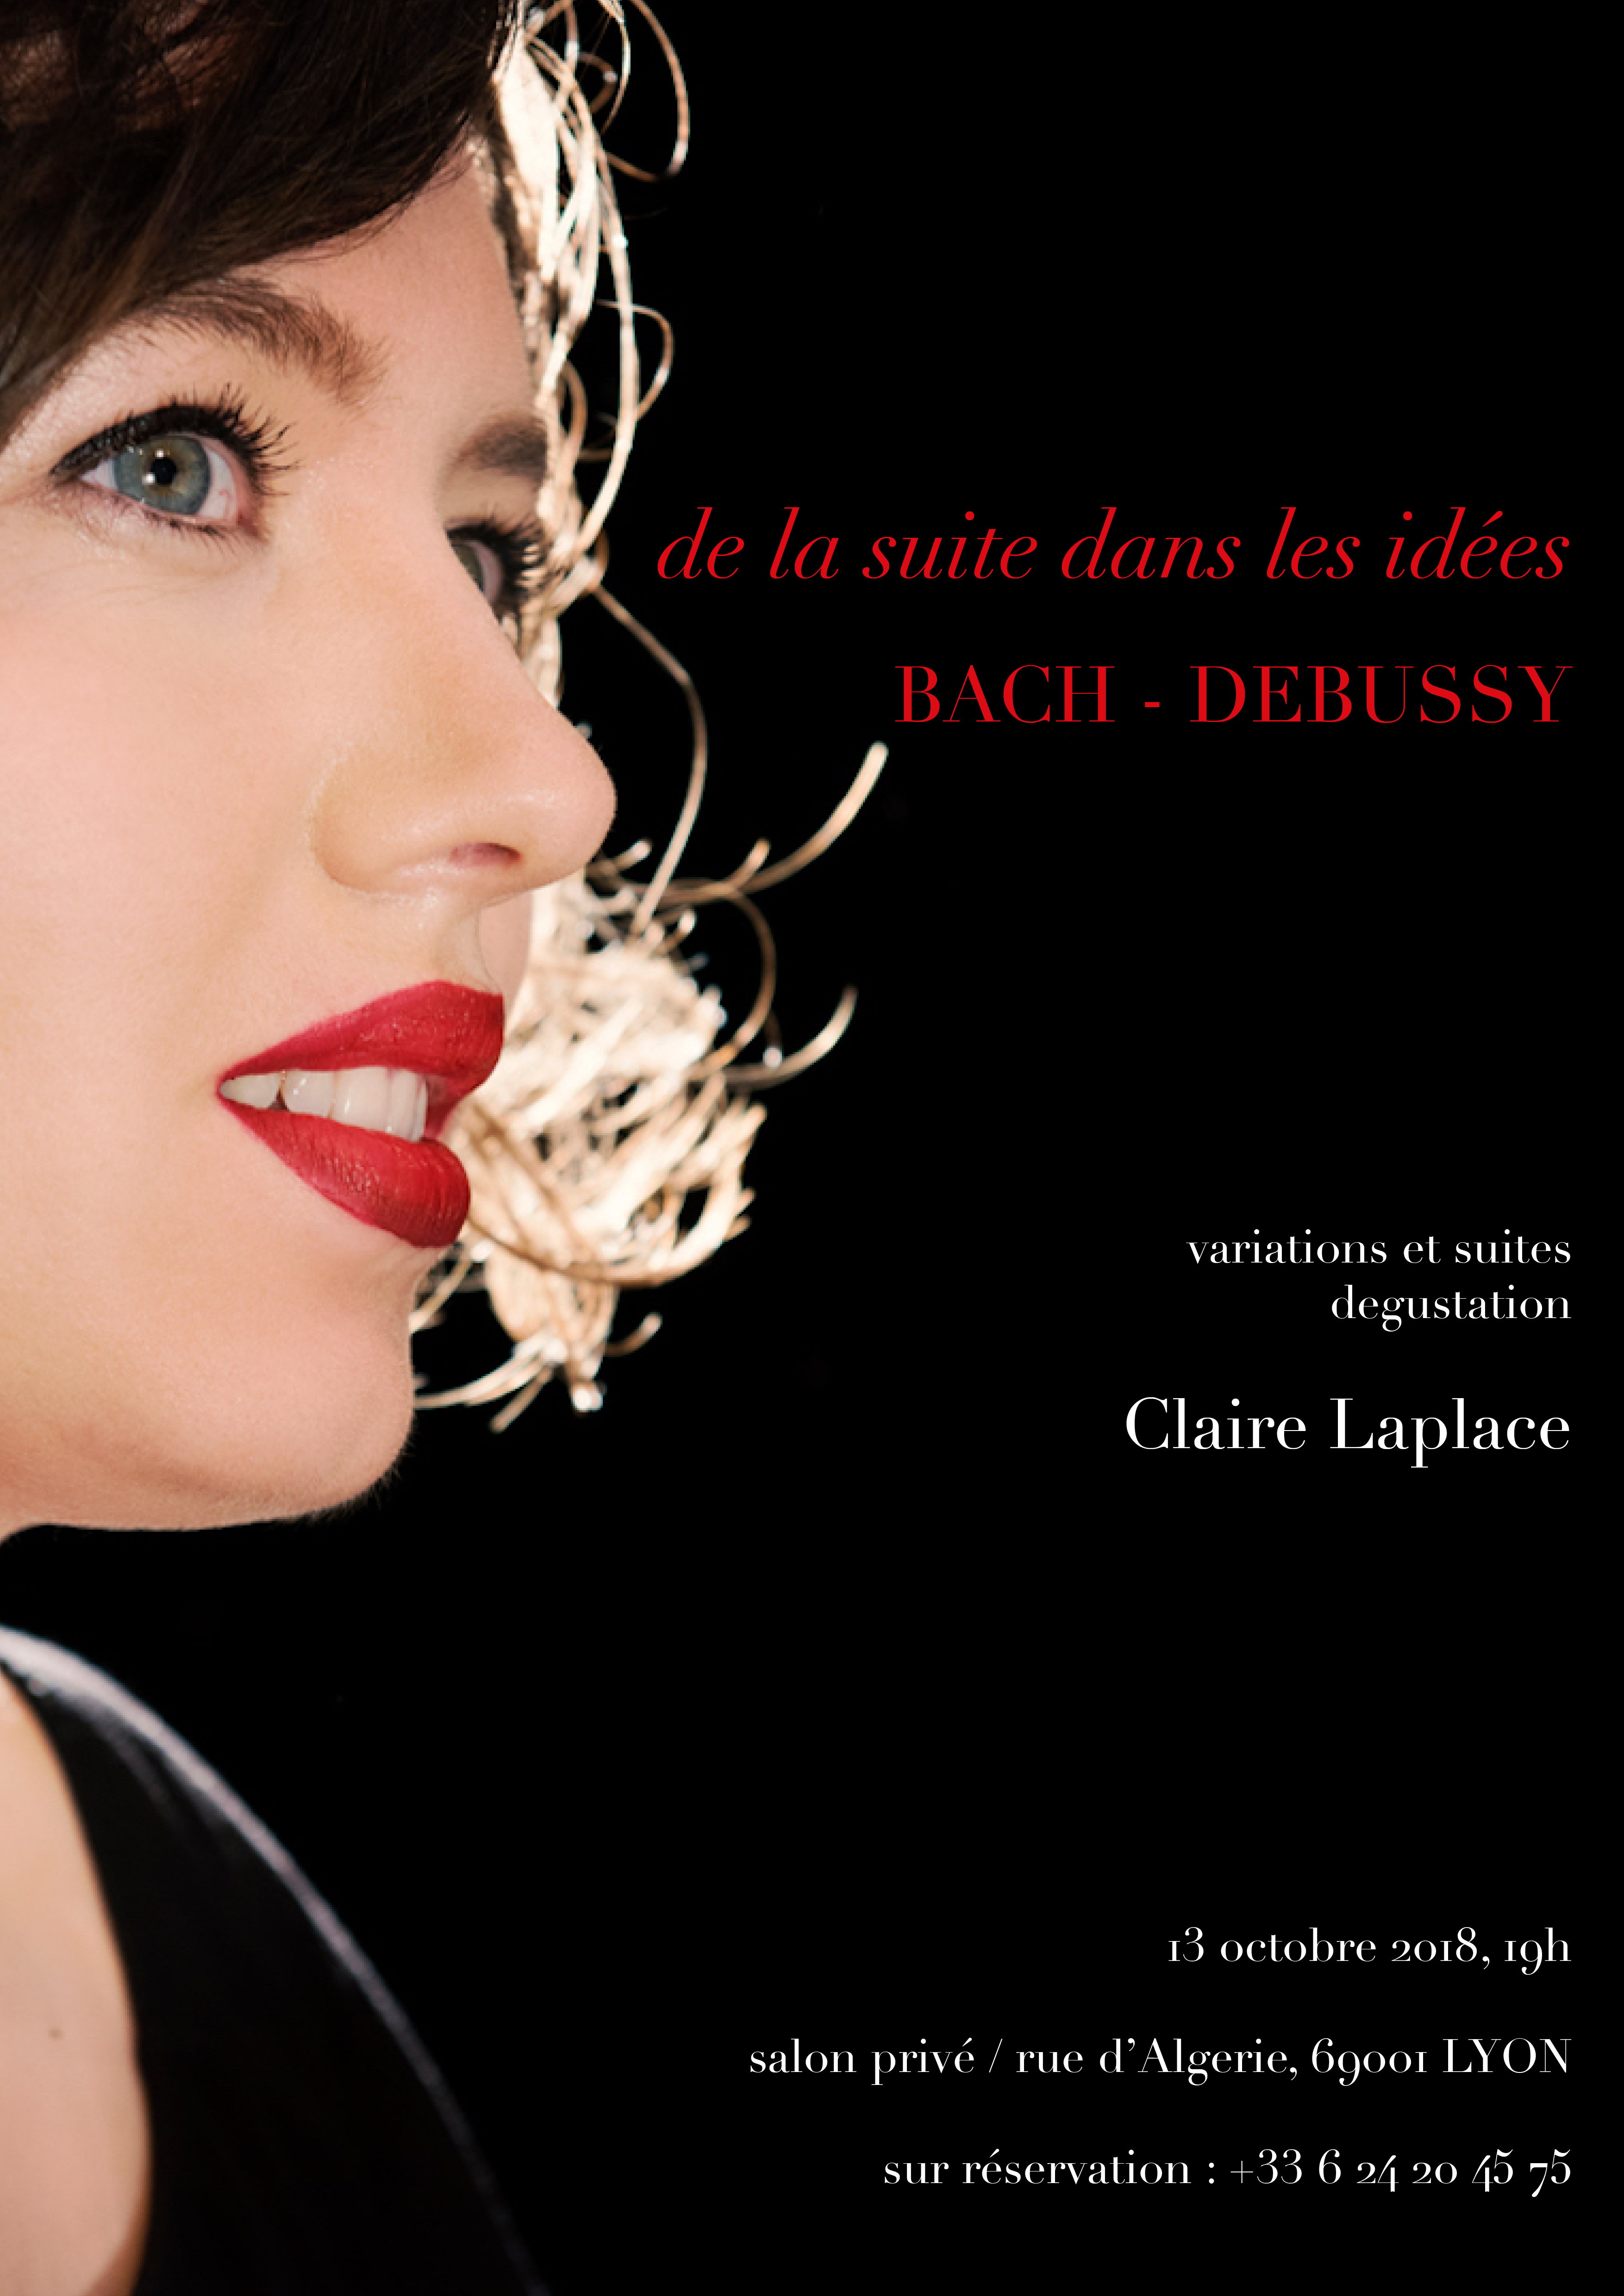 de la suite dans les idées
BACH - DEBUSSY
variations et suites
degustation
Claire Laplace
13 octobre 2018, 19h
salon privé / rue d’Algerie, 69001 LYON
sur réservation : +33 6 24 20 45 75